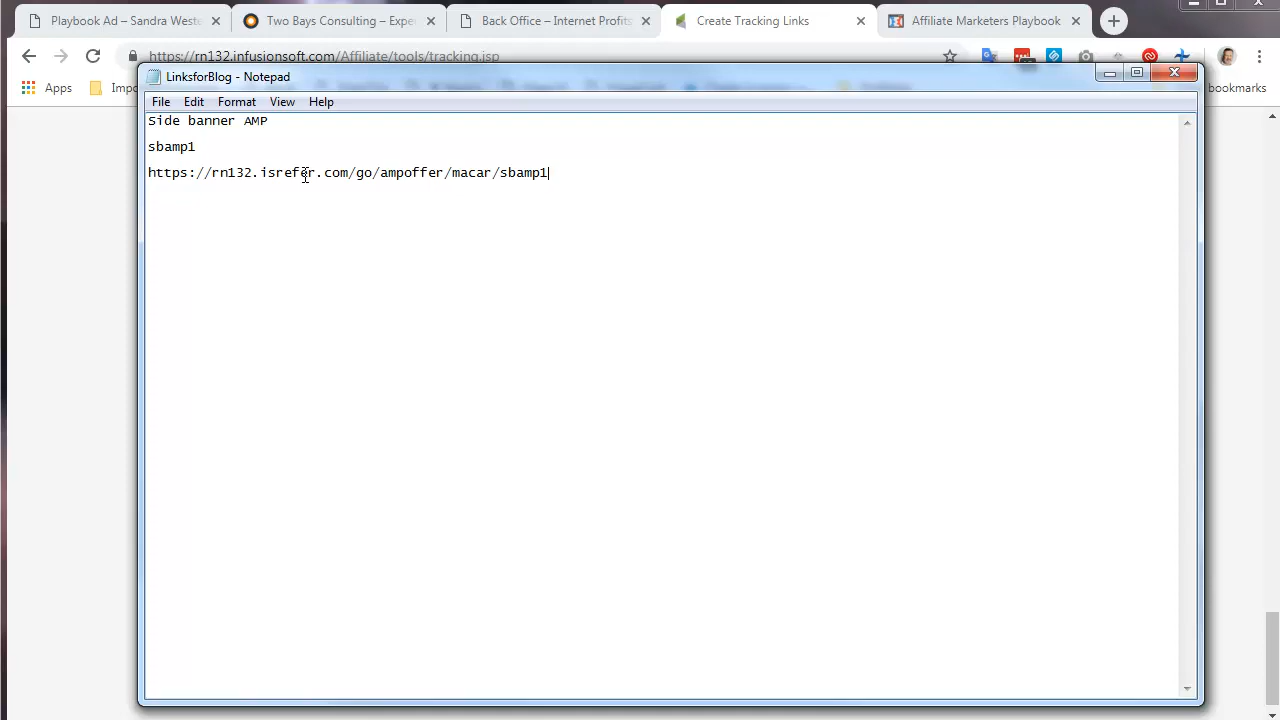 Playbook Ad – Sandra West
Two Bays Consulting – Expe
Back Office – Internet Profits
Create Tracking Links
Affiliate Marketers Playbook
https://rn132.infusionsoft.com/Affiliate/tools/tracking.jsp
LinksforBlog - Notepad
Apps
Impo
bookmarks
File Edit Format View Help
Side banner AMP
sbamp1
https://rn132.isrefer.com/go/ampoffer/macar/sbamp1